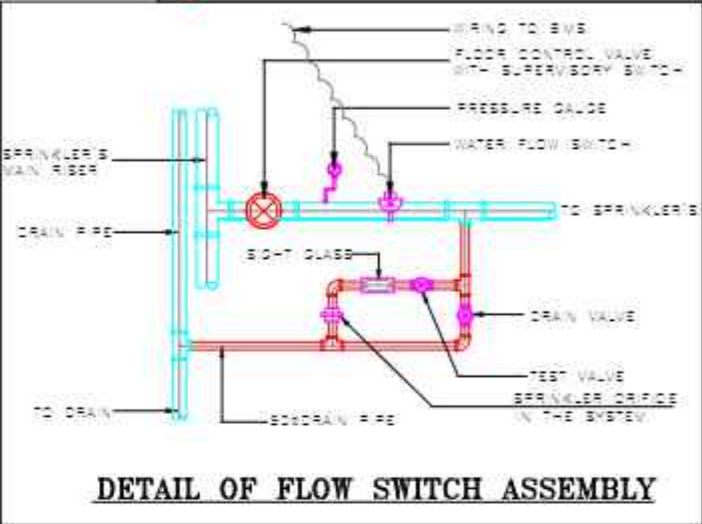 WIRING TO BMS
FLOOR CONTROL VALVE
WITH SUPERVISORY SWITCH
PRESSURE GAUGE
WATER FLOW SWITCH
SPRINKLER'S
MAIN RISER
TO SPRINKLER'S
DRAIN PIPE
SIGHT GLASS
DRAIN VALVE
TEST VALVE
SPRINKLER ORIFICE
IN THE SYSTEM
TO DRAIN
DRAIN PIPE
DETAIL OF FLOW SWITCH ASSEMBLY